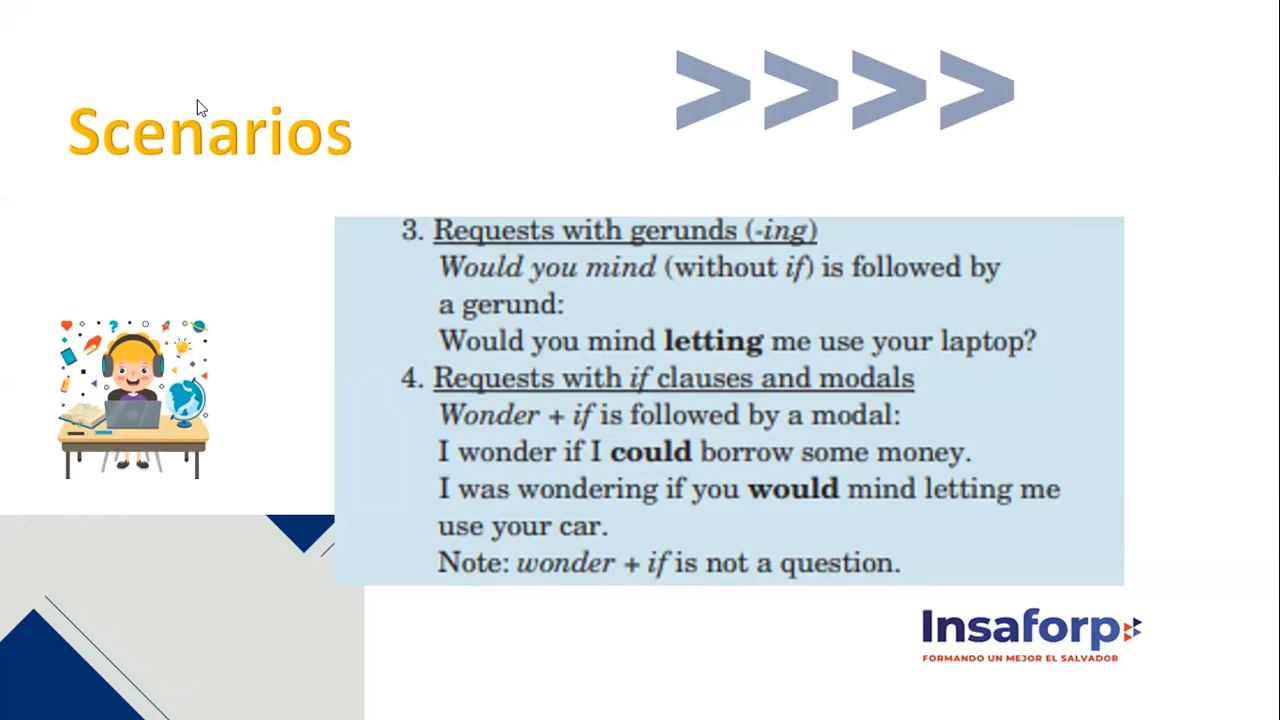 Scenarios
3. Requests with gerunds (-ing)
Would you mind (without if) is followed by
a gerund:
Would you mind letting me use your laptop?
4. Requests with if clauses and modals
Wonder + if is followed by a modal:
I wonder if I could borrow some money.
I was wondering if you would mind letting me
use your car.
Note: wonder + if is not a question.
Insaforp
FORMANDO UN MEJOR EL SALVADOR